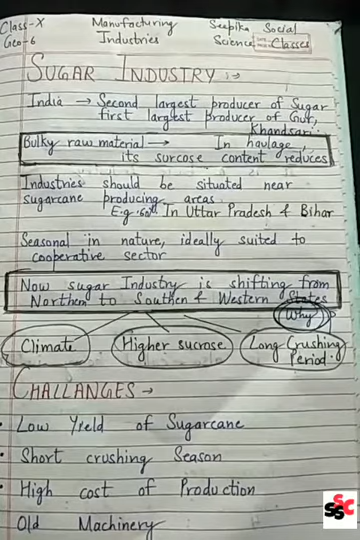 Class-X Manufacturing Seepika Social
Geo-6 Industries Science Classes
SUGAR INDUSTRY :→
India → Second largest producer of Sugar
first largest producer of Gur,
Khandsari.
Bulky raw material → In haulage,
its surcose content reduces
Industries should be situated near
sugarcane producing areas.
E.g :- 60% In Uttar Pradesh & Bihar
Seasonal in nature, ideally suited to
cooperative sector
Now sugar Industry is shifting from
Northern to Southen & Western States
Why
Climate Higher sucrose Long Crushing
Period.
CHALLANGES →
• Low Yield of Sugarcane
• Short crushing Season
• High cost of Production
Old Machinery
SSC